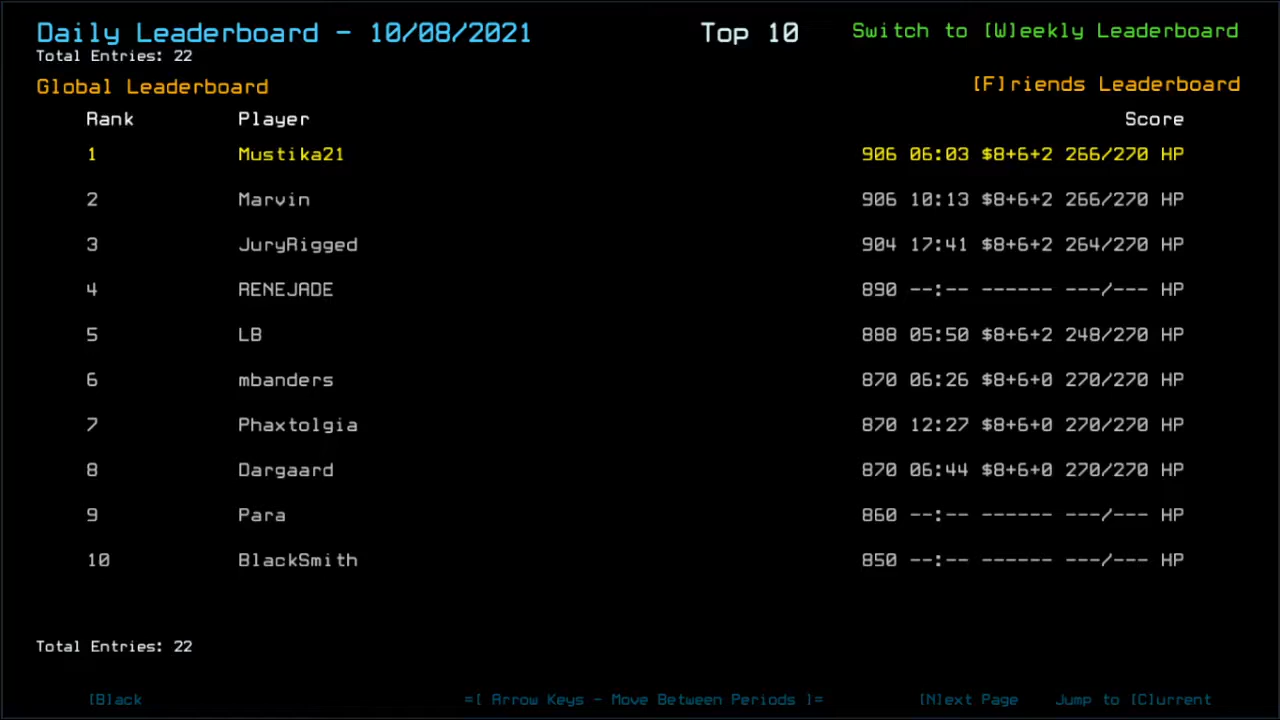 Daily Leaderboard - 10/08/2021 Top 10 Switch to [W]eekly Leaderboard
Total Entries: 22
Global Leaderboard [F]riends Leaderboard
Rank Player Score
1 Mustika21 906 06:03 $8+6+2 266/270 HP
2 Marvin 906 10:13 $8+6+2 266/270 HP
3 JuryRigged 904 17:41 $8+6+2 264/270 HP
4 RENEJADE 890 --:-- ------ ---/--- HP
5 LB 888 05:50 $8+6+2 248/270 HP
6 mbanders 870 06:26 $8+6+0 270/270 HP
7 Phaxtolgia 870 12:27 $8+6+0 270/270 HP
8 Dargaard 870 06:44 $8+6+0 270/270 HP
9 Para 860 --:-- ------ ---/--- HP
10 BlackSmith 850 --:-- ------ ---/--- HP
Total Entries: 22
[B]ack =[ Arrow Keys - Move Between Periods ]= [N]ext Page Jump to [C]urrent